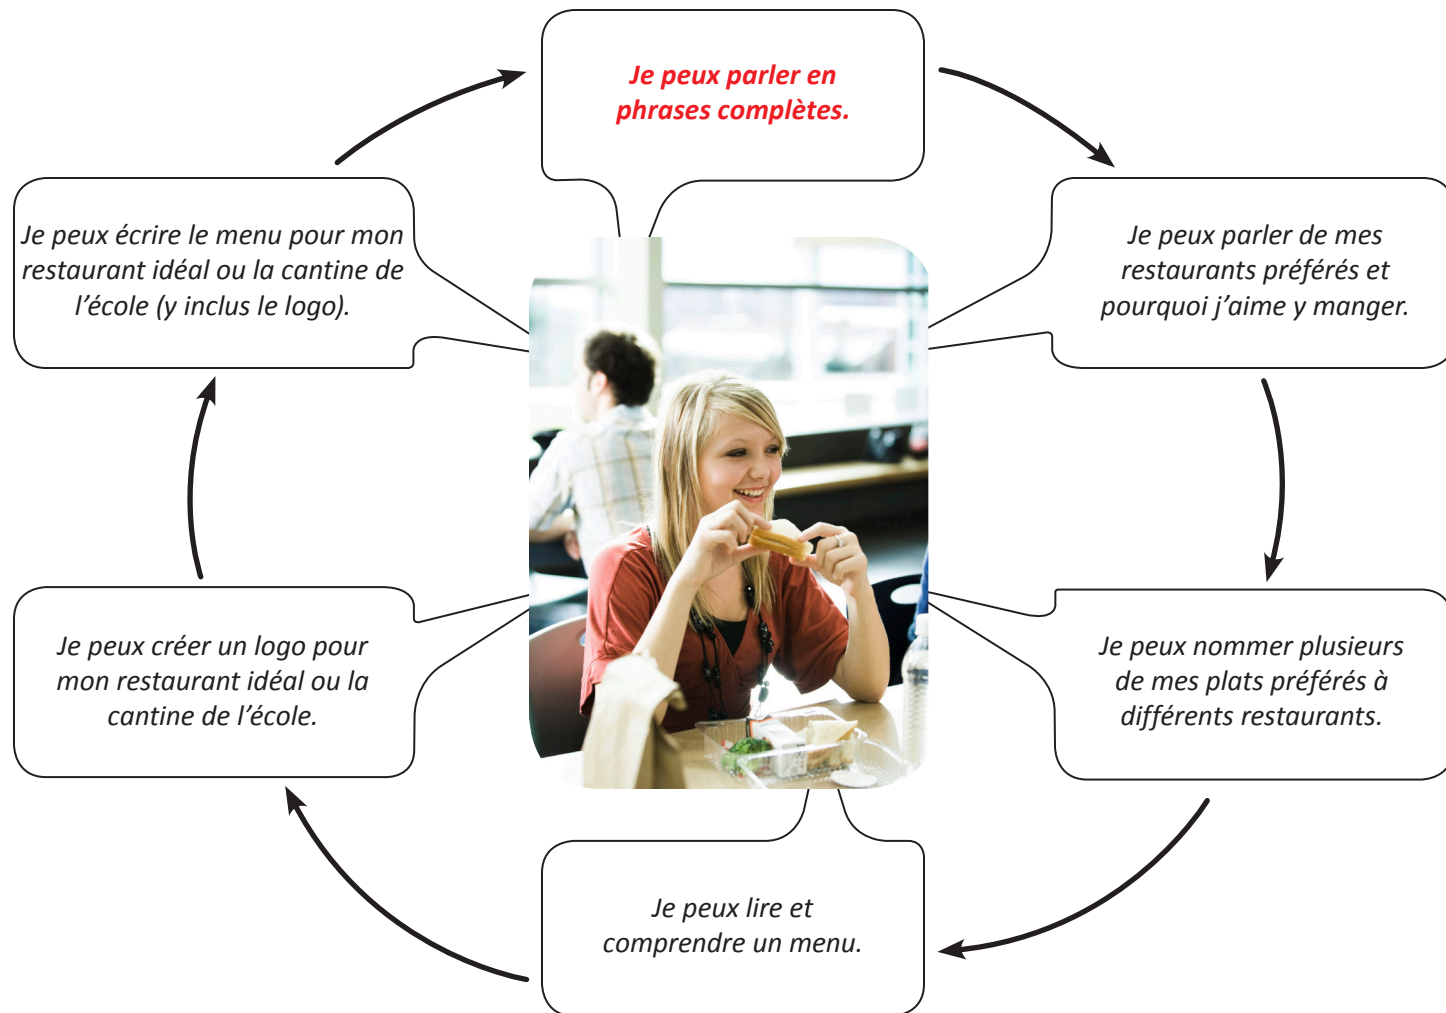 Je peux parler en
phrases complètes.
Je peux parler de mes
restaurants préférés et
pourquoi j’aime y manger.
Je peux nommer plusieurs
de mes plats préférés à
différents restaurants.
Je peux lire et
comprendre un menu.
Je peux créer un logo pour
mon restaurant idéal ou la
cantine de l’école.
Je peux écrire le menu pour mon
restaurant idéal ou la cantine de
l’école (y inclus le logo).